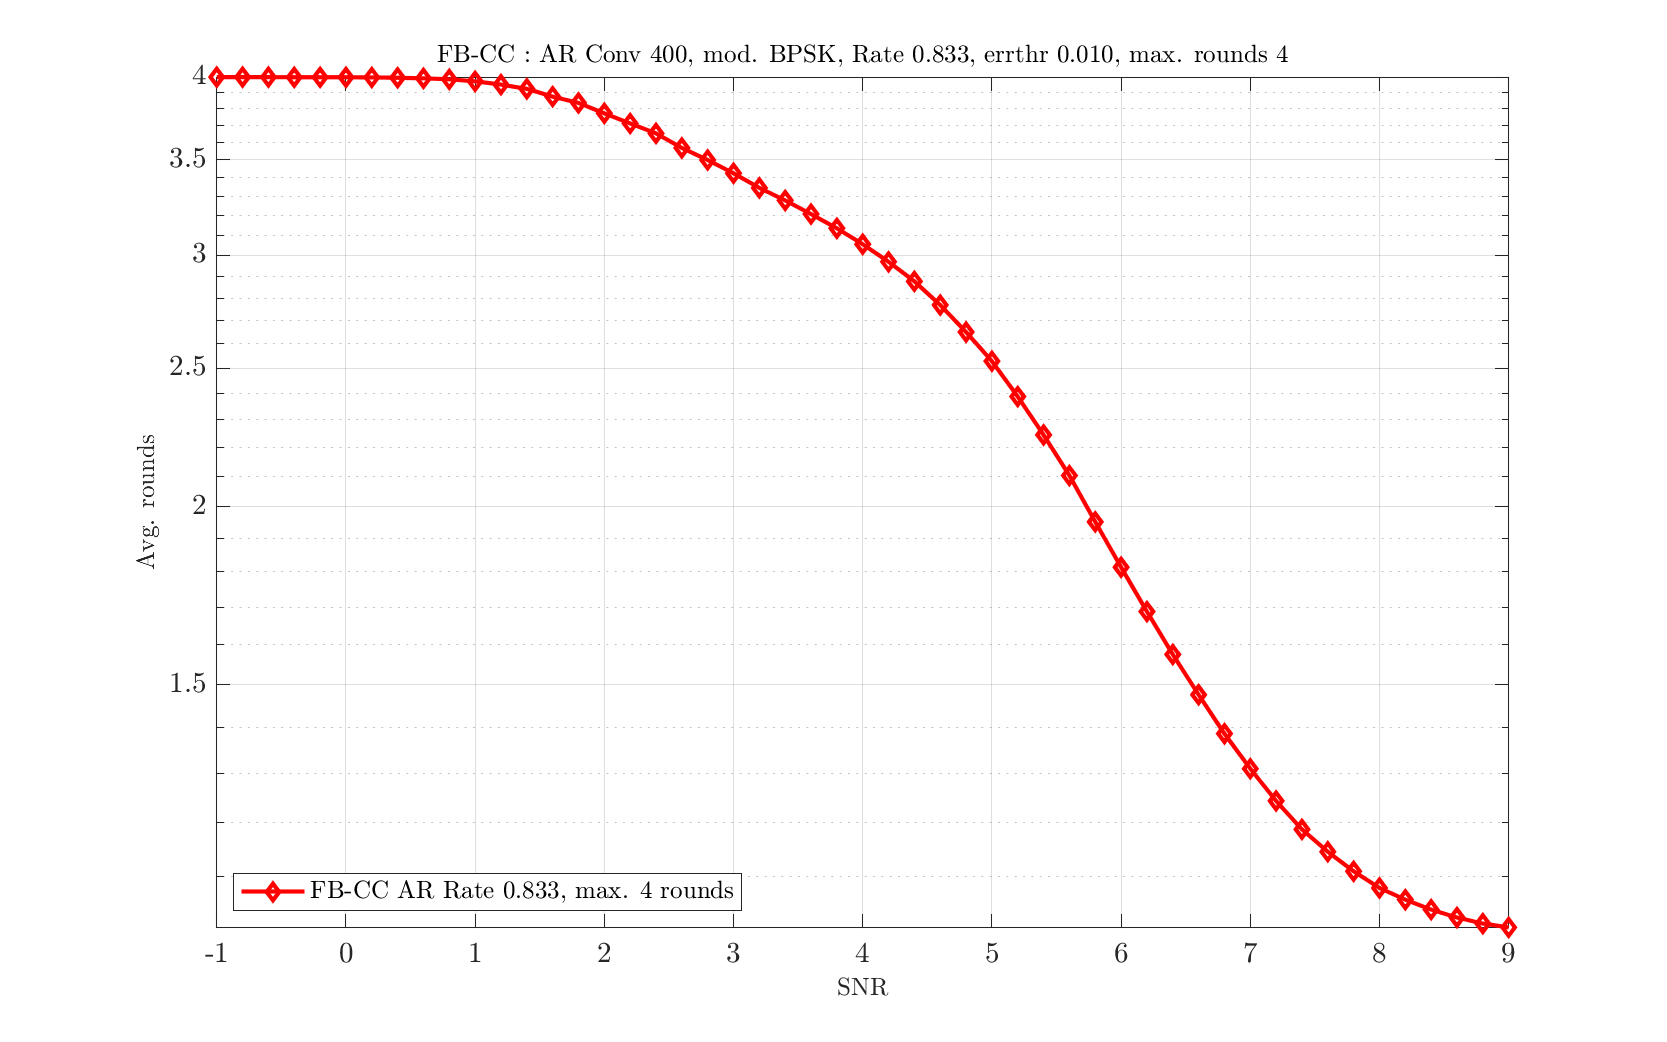 FB-CC : AR Conv 400, mod. BPSK, Rate 0.833, errthr 0.010, max. rounds 4
4
3.5
3
2.5
2
1.5
Avg. rounds
FB-CC AR Rate 0.833, max. 4 rounds
-1 0 1 2 3 4 5 6 7 8 9
SNR